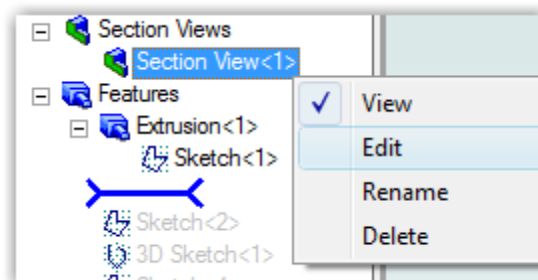 Section Views
Section View<1>
Features
Extrusion<1>
Sketch<1>
Sketch<2>
3D Sketch<1>
View
Edit
Rename
Delete